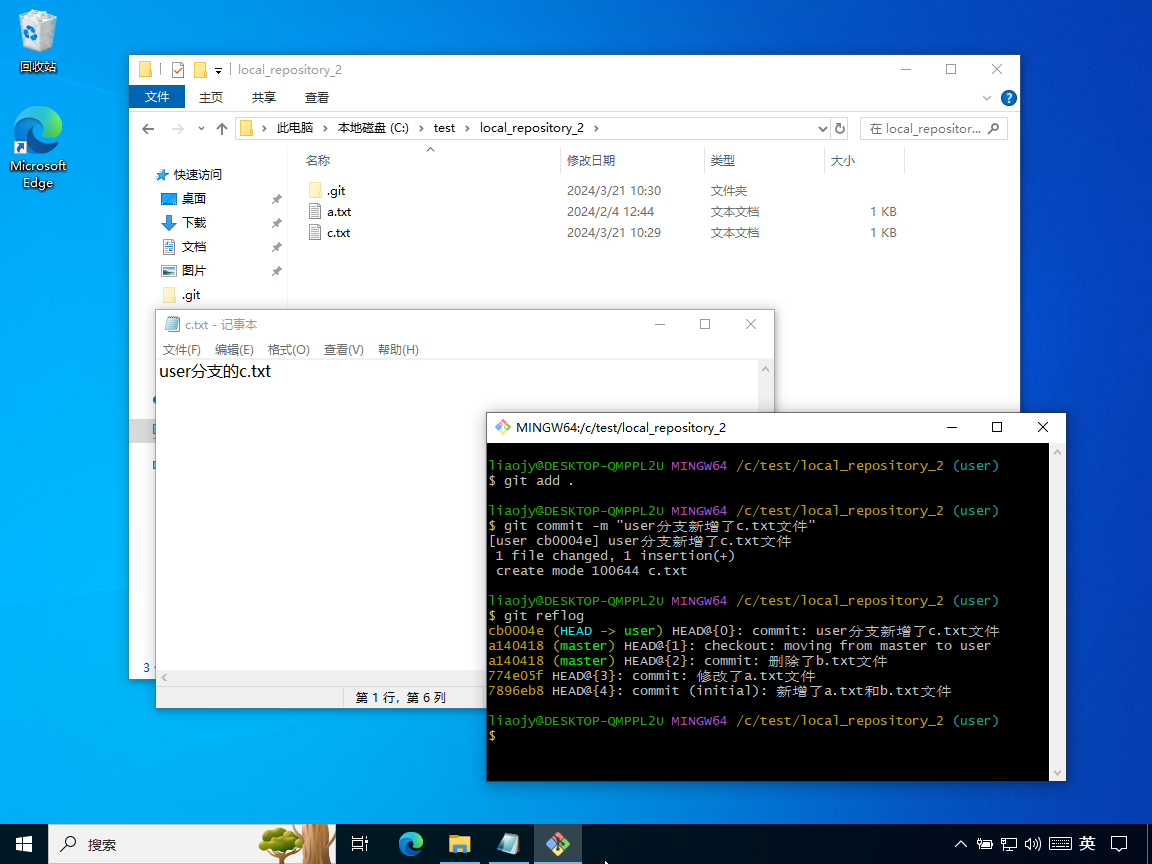 回收站
Microsoft
Edge
local_repository_2
文件 主页 共享 查看
此电脑 本地磁盘 (C:) test local_repository_2 在 local_repositor...
名称 修改日期 类型 大小
.git 2024/3/21 10:30 文件夹
a.txt 2024/2/4 12:44 文本文档 1 KB
c.txt 2024/3/21 10:29 文本文档 1 KB
快速访问
桌面
下载
文档
图片
.git
3
c.txt - 记事本
文件(F) 编辑(E) 格式(O) 查看(V) 帮助(H)
user分支的c.txt
第 1 行，第 6 列
MINGW64:/c/test/local_repository_2
liaojy@DESKTOP-QMPPL2U MINGW64 /c/test/local_repository_2 (user)
$ git add .
liaojy@DESKTOP-QMPPL2U MINGW64 /c/test/local_repository_2 (user)
$ git commit -m "user分支新增了c.txt文件"
[user cb0004e] user分支新增了c.txt文件
1 file changed, 1 insertion(+)
create mode 100644 c.txt
liaojy@DESKTOP-QMPPL2U MINGW64 /c/test/local_repository_2 (user)
$ git reflog
cb0004e (HEAD -> user) HEAD@{0}: commit: user分支新增了c.txt文件
a140418 (master) HEAD@{1}: checkout: moving from master to user
a140418 (master) HEAD@{2}: commit: 删除了b.txt文件
774e05f HEAD@{3}: commit: 修改了a.txt文件
7896eb8 HEAD@{4}: commit (initial): 新增了a.txt和b.txt文件
liaojy@DESKTOP-QMPPL2U MINGW64 /c/test/local_repository_2 (user)
$
搜索
英